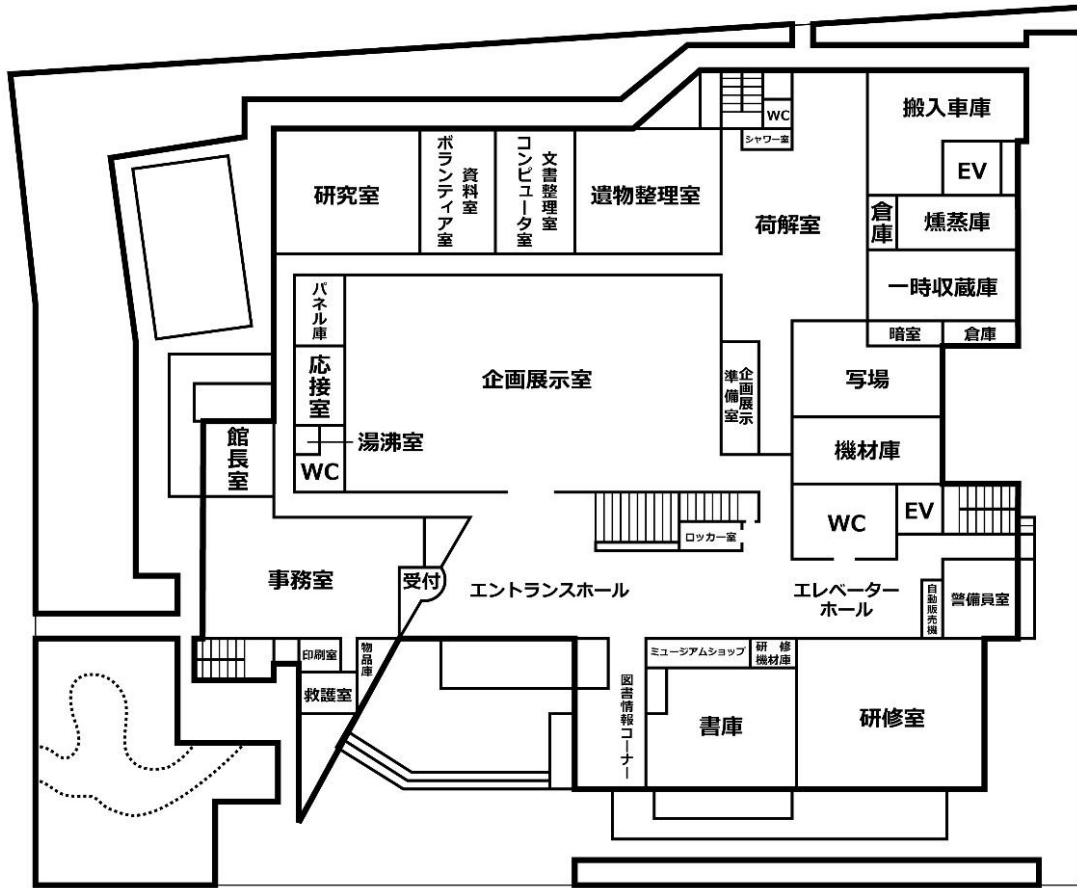 搬入車庫
WC
シャワー室
EV
研究室
ボランティア室
資料室
コンピュータ室
文書整理室
遺物整理室
荷解室
倉庫
燻蒸庫
一時収蔵庫
暗室
倉庫
パネル庫
応接室
企画展示室
準備室
企画展示
写場
湯沸室
WC
機材庫
館長室
WC
EV
ロッカー室
事務室
受付
エントランスホール
エレベーター
ホール
自動販売機
警備員室
印刷室
物品庫
救護室
ミュージアムショップ
研修
機材庫
図書情報コーナー
書庫
研修室